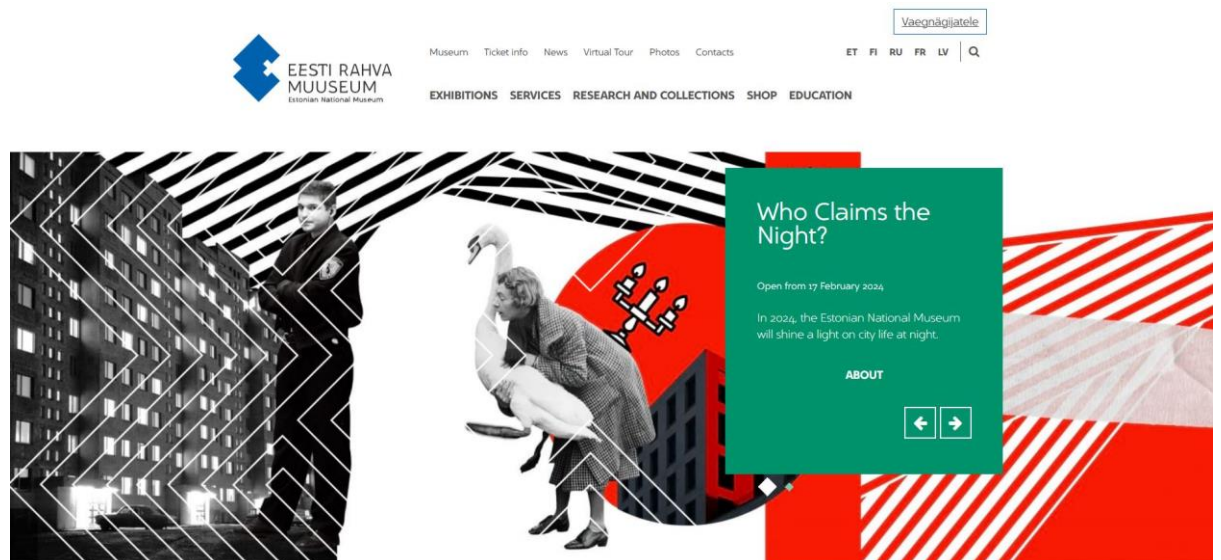 Vaegnägijatele
Museum Ticket info News Virtual Tour Photos Contacts
ET FI RU FR LV
EESTI RAHVA
MUUSEUM
Estonian National Museum
EXHIBITIONS SERVICES RESEARCH AND COLLECTIONS SHOP EDUCATION
Who Claims the
Night?
Open from 17 February 2024
In 2024, the Estonian National Museum
will shine a light on city life at night.
ABOUT